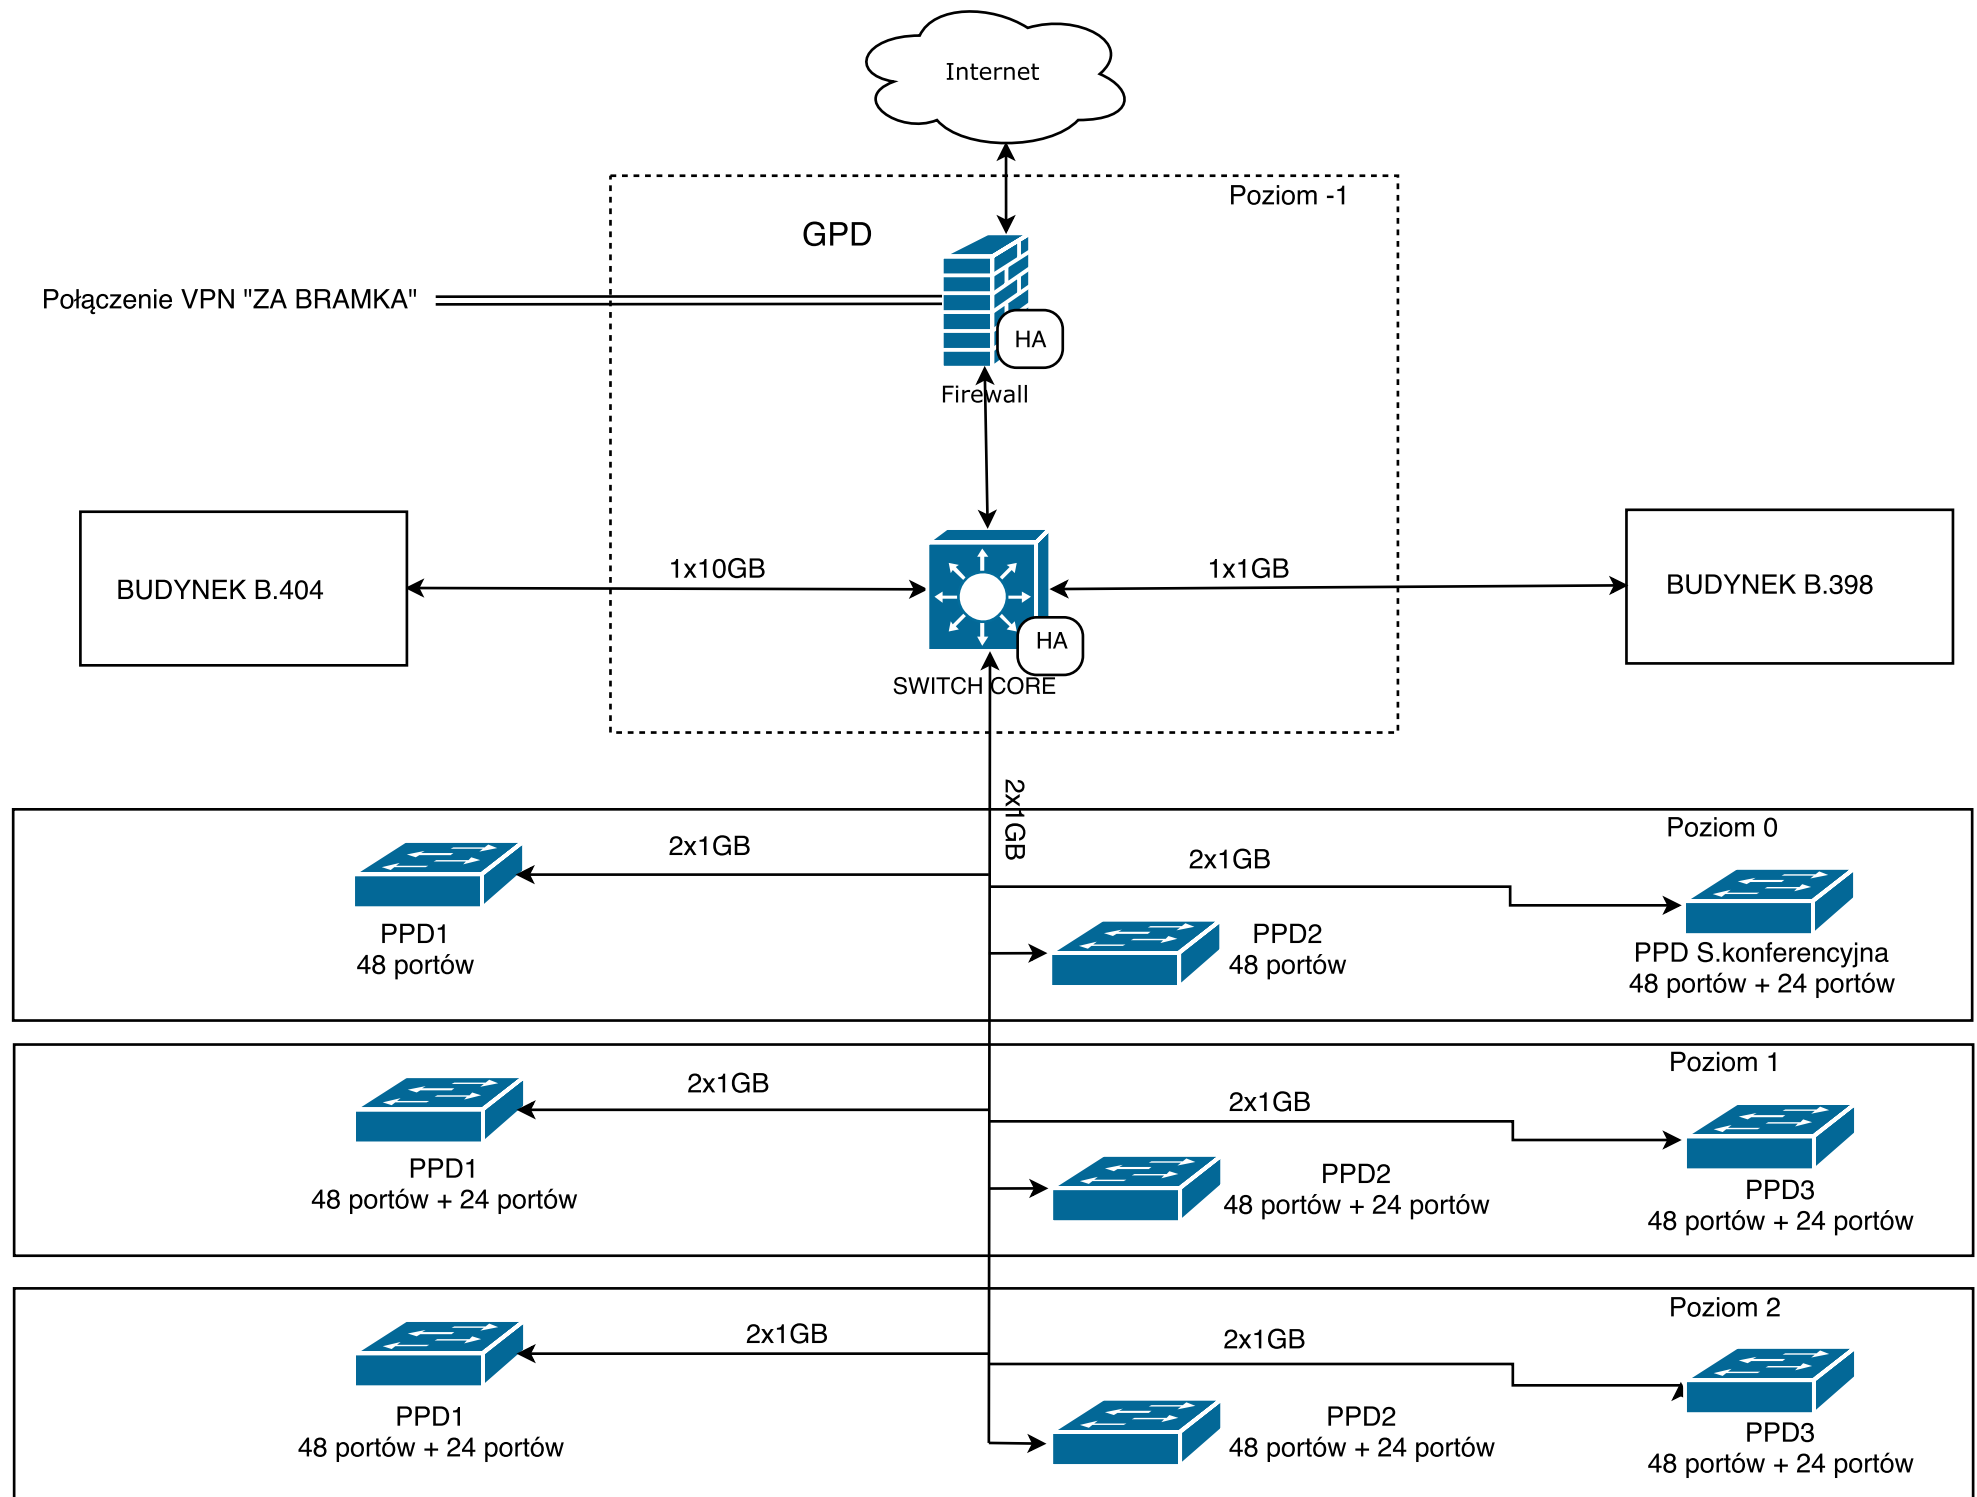 Internet
Poziom -1
GPD
Połączenie VPN "ZA BRAMKA"
HA
Firewall
BUDYNEK B.404
1x10GB
1x1GB
BUDYNEK B.398
HA
SWITCH CORE
2x1GB
Poziom 0
2x1GB
2x1GB
PPD1
48 portów
PPD2
48 portów
PPD S.konferencyjna
48 portów + 24 portów
Poziom 1
2x1GB
2x1GB
PPD1
48 portów + 24 portów
PPD2
48 portów + 24 portów
PPD3
48 portów + 24 portów
Poziom 2
2x1GB
2x1GB
PPD1
48 portów + 24 portów
PPD2
48 portów + 24 portów
PPD3
48 portów + 24 portów